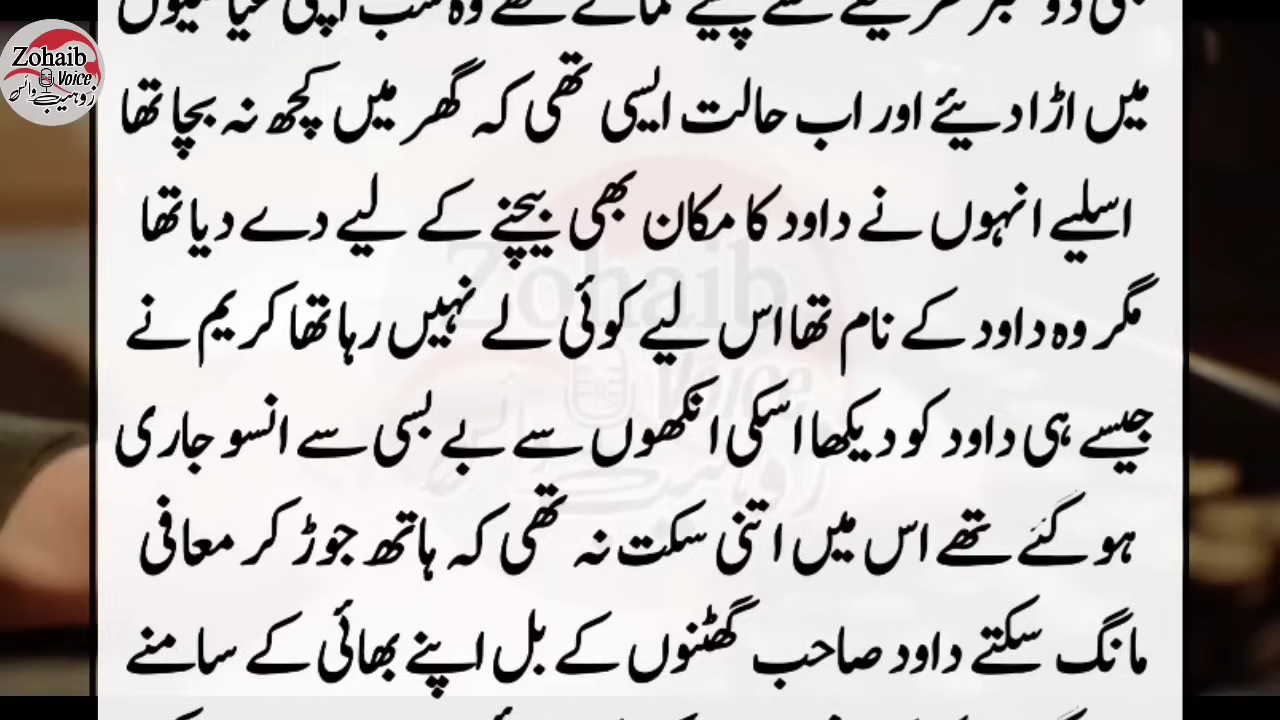 Zohaib
Voice
زوہیب وائس
میں اڑا دیئے اور اب حالت ایسی تھی کہ گھر میں کچھ نہ بچا تھا
اسلیے انہوں نے داود کا مکان بھی بیچنے کے لیے دے دیا تھا
مگر وہ داود کے نام تھا اس لیے کوئی لے نہیں رہا تھا کریم نے
جیسے ہی داود کو دیکھا اسکی انکھوں سے بے بسی سے انسو جاری
ہو گئے تھے اس میں اتنی سکت نہ تھی کہ ہاتھ جوڑ کر معافی
مانگ سکتے داود صاحب گھٹنوں کے بل اپنے بھائی کے سامنے